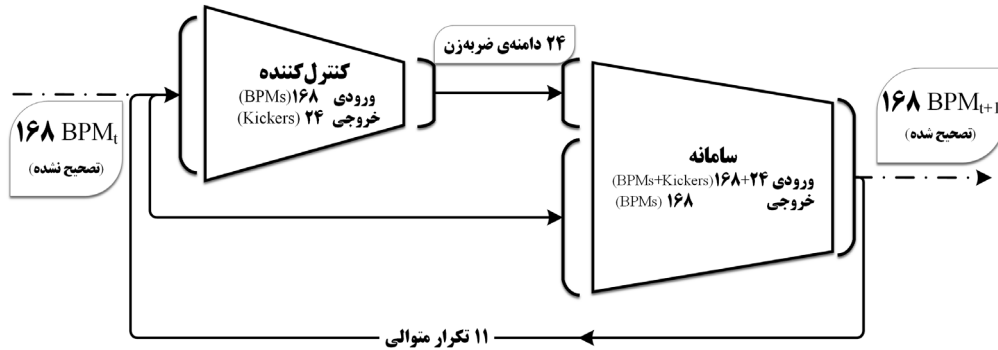 ۲۴ دامنه‌ی ضربه‌زن
کنترل‌کننده
ورودی ۱۶۸(BPMs)
خروجی ۲۴ (Kickers)
۱۶۸ BPMt
(تصحیح نشده)
۱۶۸ BPMt+1
(تصحیح شده)
سامانه
ورودی ۲۴+۱۶۸(BPMs+Kickers)
خروجی ۱۶۸ (BPMs)
۱۱ تکرار متوالی